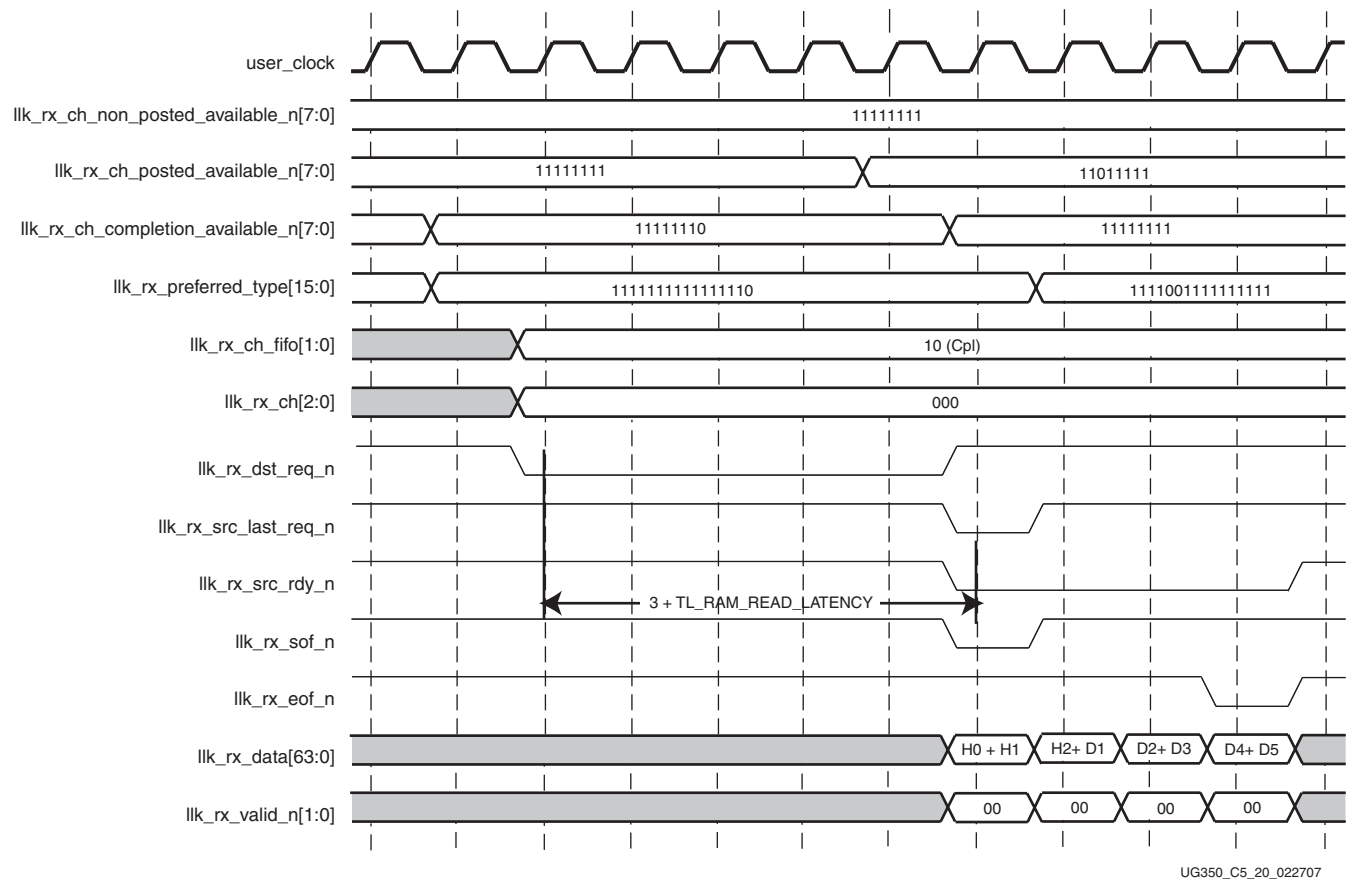 user_clock
llk_rx_ch_non_posted_available_n[7:0] 11111111
llk_rx_ch_posted_available_n[7:0] 11111111 11011111
llk_rx_ch_completion_available_n[7:0] 11111110 11111111
llk_rx_preferred_type[15:0] 1111111111111110 1111001111111111
llk_rx_ch_fifo[1:0] 10 (Cpl)
llk_rx_ch[2:0] 000
llk_rx_dst_req_n
llk_rx_src_last_req_n
llk_rx_src_rdy_n
3 + TL_RAM_READ_LATENCY
llk_rx_sof_n
llk_rx_eof_n
llk_rx_data[63:0] H0 + H1 H2+ D1 D2+ D3 D4+ D5
llk_rx_valid_n[1:0] 00 00 00 00
UG350_C5_20_022707